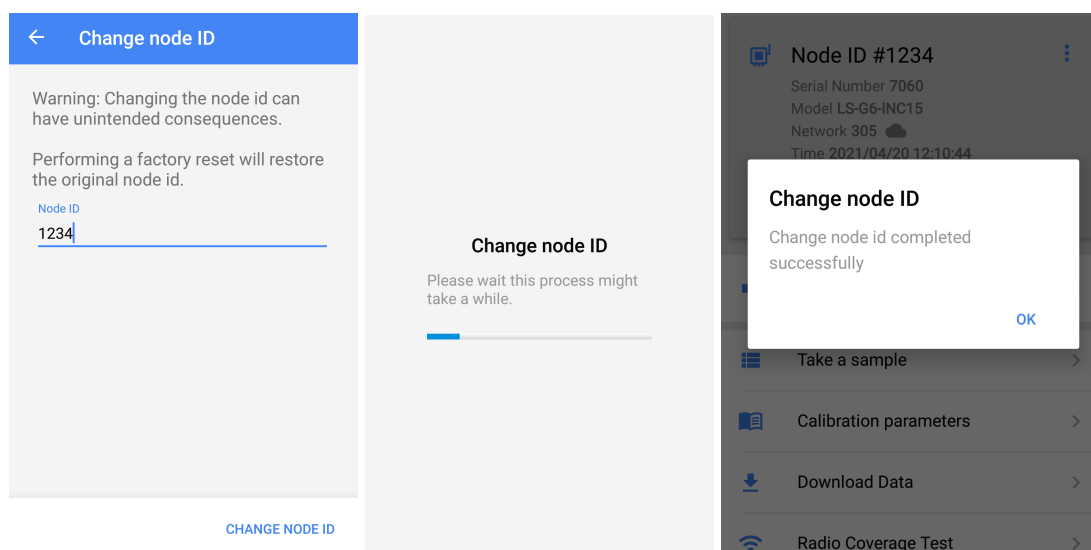 Change node ID
Warning: Changing the node id can
have unintended consequences.
Performing a factory reset will restore
the original node id.
Node ID
1234
CHANGE NODE ID
Change node ID
Please wait this process might
take a while.
Node ID #1234
Serial Number 7060
Model LS-G6-INC15
Network 305
Time 2021/04/20 12:10:44
Change node ID
Change node id completed
successfully
OK
Take a sample
Calibration parameters
Download Data
Radio Coverage Test